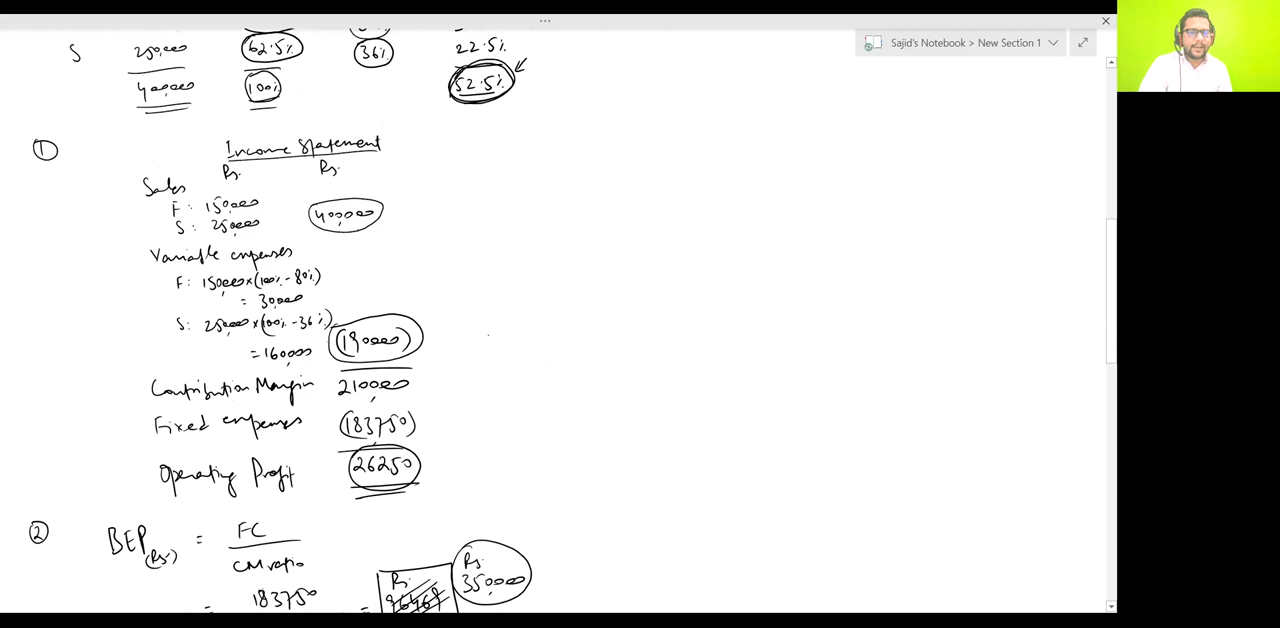 Sajid's Notebook > New Section 1
S 250,000 62.5% 36% 22.5%
400,000 100% 52.5%
① Income Statement
Rs. Rs.
Sales
F: 150,000
S: 250,000 400,000
Variable expenses
F: 150,000 × (100% - 80%)
= 30,000
S: 250,000 × (100% - 36%)
= 160,000 (190,000)
Contribution Margin 210,000
Fixed expenses (183,750)
Operating Profit 26250
② BEP (Rs) = FC
CM ratio
= 183750 = Rs. Rs. 350,000